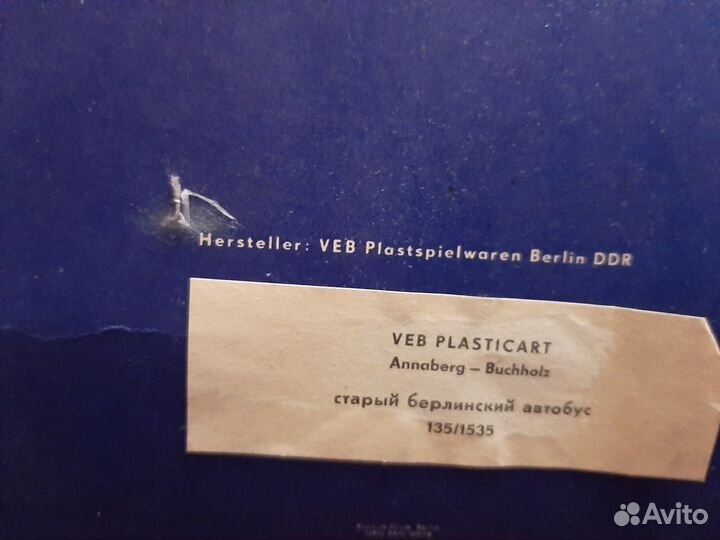 Hersteller: VEB Plastspielwaren Berlin DDR
VEB PLASTICART
Annaberg – Buchholz
старый берлинский автобус
135/1535
Avito